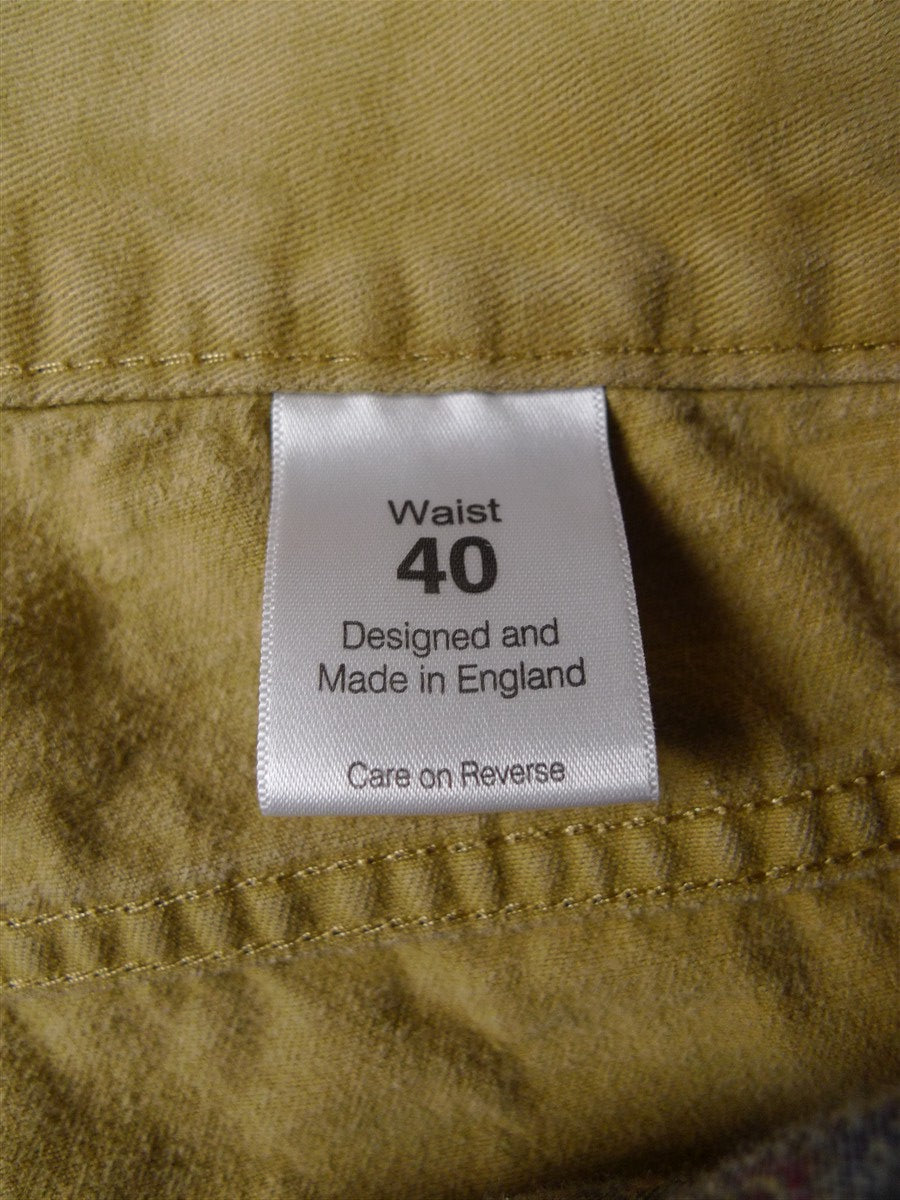 Waist
40
Designed and
Made in England
Care on Reverse